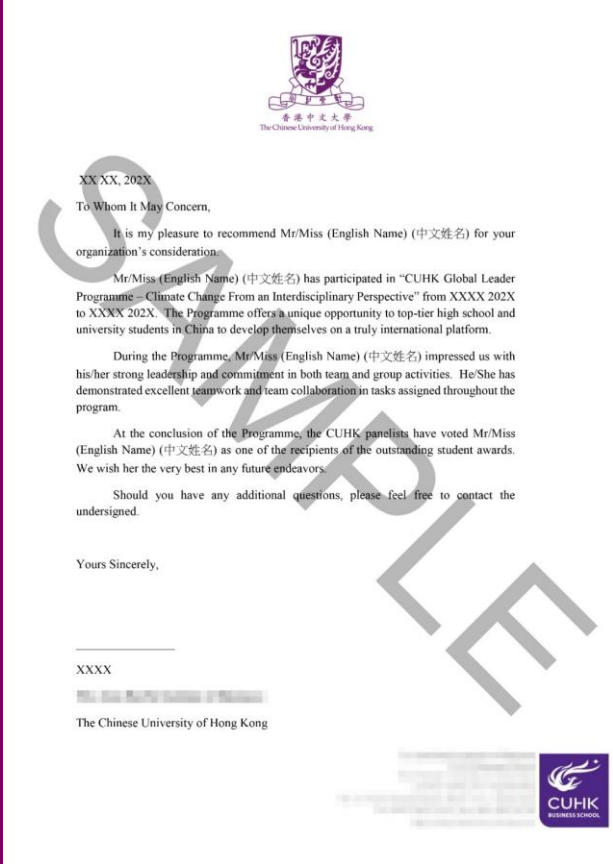 香港中文大學
The Chinese University of Hong Kong
XX XX, 202X
To Whom It May Concern,
It is my pleasure to recommend Mr/Miss (English Name) (中文姓名) for your
organization’s consideration.
Mr/Miss (English Name) (中文姓名) has participated in “CUHK Global Leader
Programme – Climate Change From an Interdisciplinary Perspective” from XXXX 202X
to XXXX 202X. The Programme offers a unique opportunity to top-tier high school and
university students in China to develop themselves on a truly international platform.
During the Programme, Mr/Miss (English Name) (中文姓名) impressed us with
his/her strong leadership and commitment in both team and group activities. He/She has
demonstrated excellent teamwork and team collaboration in tasks assigned throughout the
program.
At the conclusion of the Programme, the CUHK panelists have voted Mr/Miss
(English Name) (中文姓名) as one of the recipients of the outstanding student awards.
We wish her the very best in any future endeavors.
Should you have any additional questions, please feel free to contact the
undersigned.
Yours Sincerely,
XXXX
The Chinese University of Hong Kong
CUHK
BUSINESS SCHOOL
SAMPLE